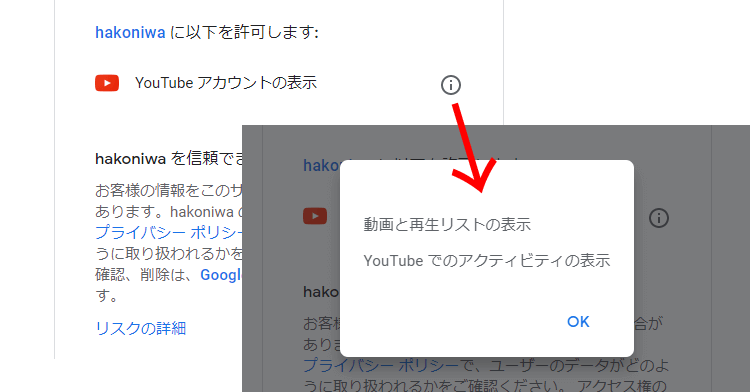 hakoniwa に以下を許可します:
YouTube アカウントの表示
hakoniwa を信頼でき
お客様の情報をこのサ
あります。hakoniwa の
プライバシー ポリシー
うに取り扱われるかを
確認、削除は、Google
す。
リスクの詳細
動画と再生リストの表示
YouTube でのアクティビティの表示
OK
hako
お客様 合が
ありま
プライバシー ポリシーで、ユーザーのデータがどのよ
うに取り扱われるかをご確認ください。 アクセス権の